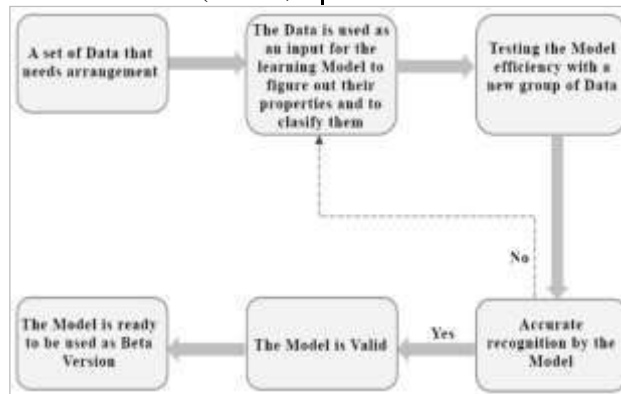 A set of Data that
needs arrangement
The Data is used as
an input for the
learning Model to
figure out their
properties and to
clasify them
Testing the Model
efficiency with a
new group of Data
No
Accurate
recognition by the
Model
Yes
The Model is Valid
The Model is ready
to be used as Beta
Version